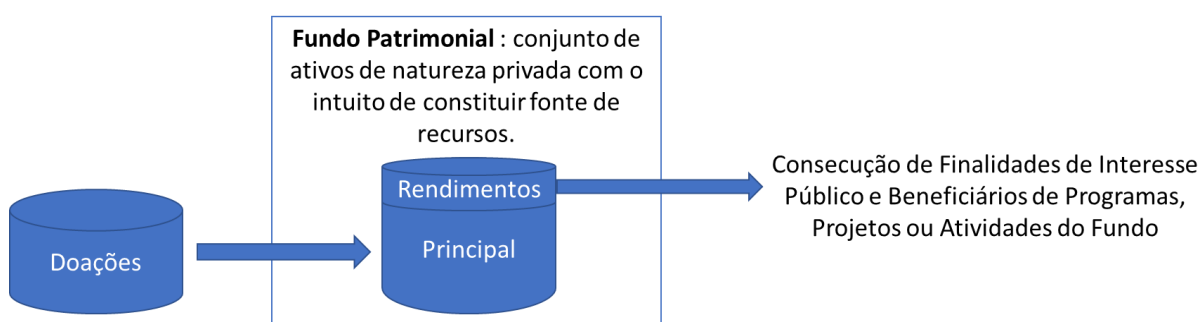 Fundo Patrimonial : conjunto de
ativos de natureza privada com o
intuito de constituir fonte de
recursos.
Doações
Rendimentos
Principal
Consecução de Finalidades de Interesse
Público e Beneficiários de Programas,
Projetos ou Atividades do Fundo